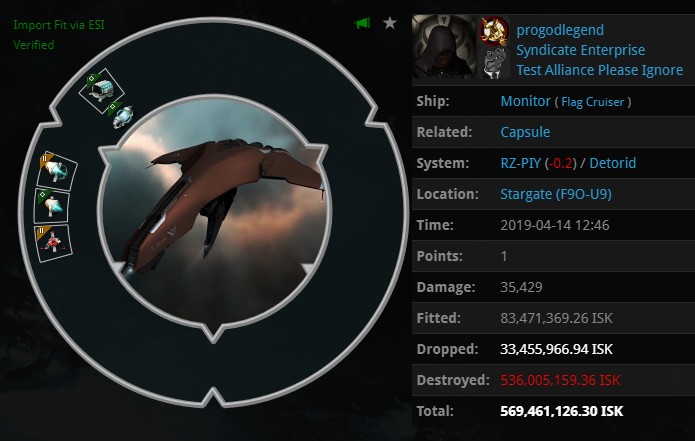 Import Fit via ESI
Verified
progodlegend
Syndicate Enterprise
Test Alliance Please Ignore
Ship: Monitor ( Flag Cruiser )
Related: Capsule
System: RZ-PIY (-0.2) / Detorid
Location: Stargate (F9O-U9)
Time: 2019-04-14 12:46
Points: 1
Damage: 35,429
Fitted: 83,471,369.26 ISK
Dropped: 33,455,966.94 ISK
Destroyed: 536,005,159.36 ISK
Total: 569,461,126.30 ISK